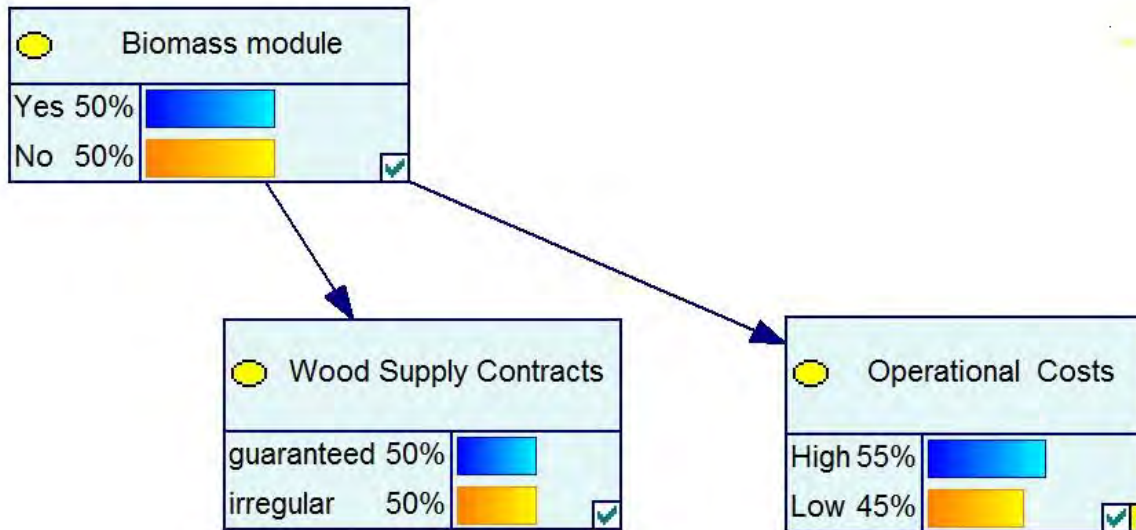 Biomass module
Yes 50%
No 50%
Wood Supply Contracts
guaranteed 50%
irregular 50%
Operational Costs
High 55%
Low 45%